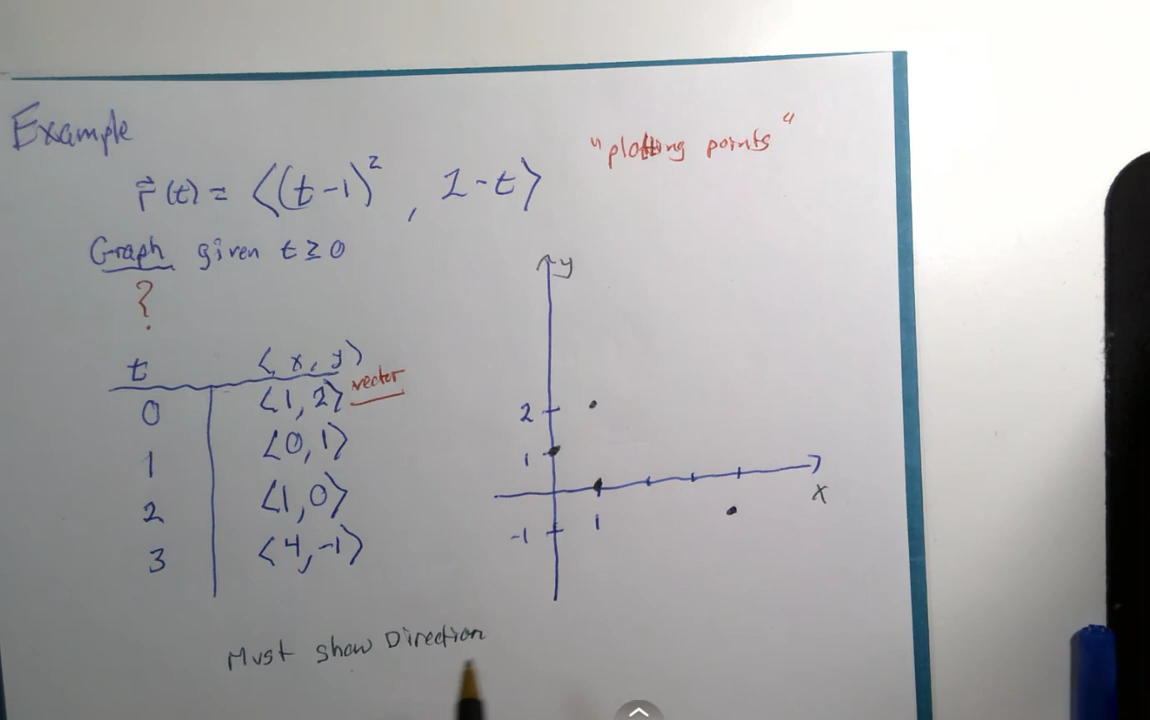 Example
"plotting points"
r⃗(t) = ⟨(t-1)², 2-t⟩
Graph given t ≥ 0
?
t ⟨x, y⟩
0 ⟨1, 2⟩ vector
1 ⟨0, 1⟩
2 ⟨1, 0⟩
3 ⟨4, -1⟩
y
2
1
x
-1 1
Must show Direction